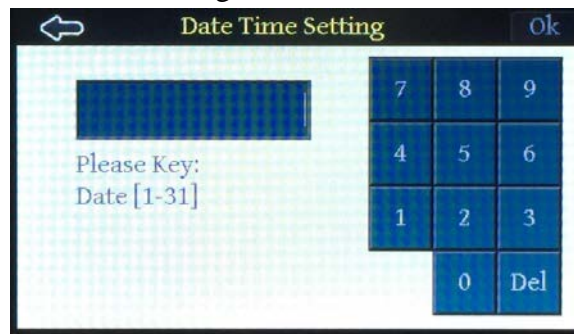 Date Time Setting Ok
7 8 9
Please Key: 4 5 6
Date [1-31]
1 2 3
0 Del